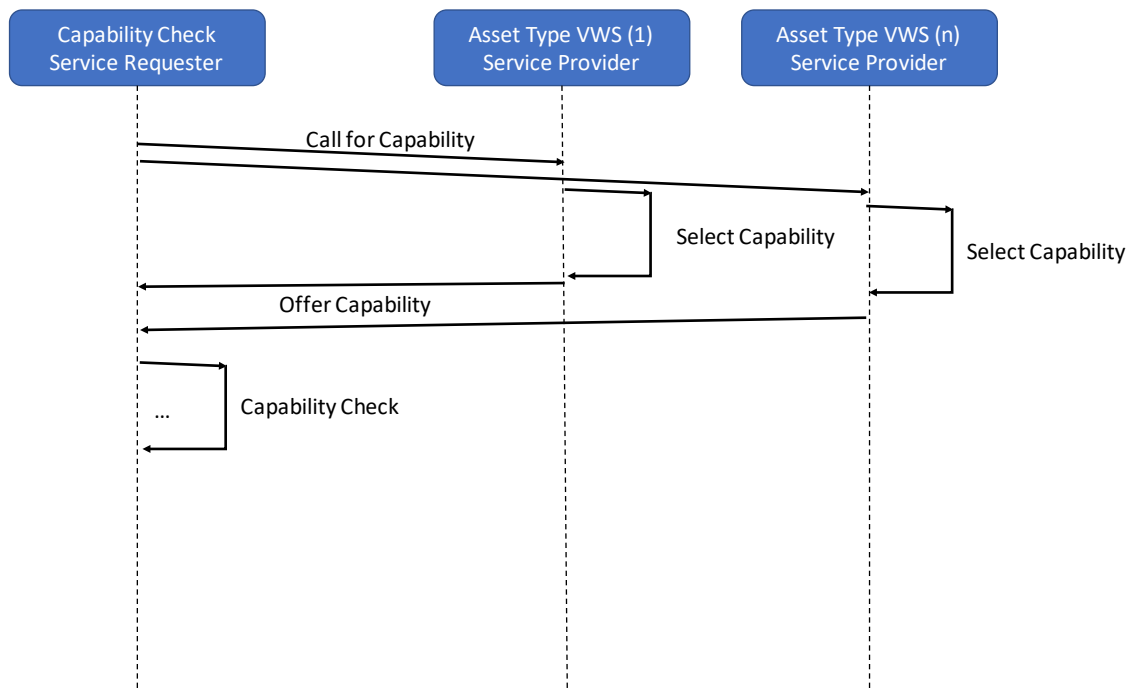 Capability Check
Service Requester
Asset Type VWS (1)
Service Provider
Asset Type VWS (n)
Service Provider
Call for Capability
Select Capability
Select Capability
Offer Capability
...
Capability Check